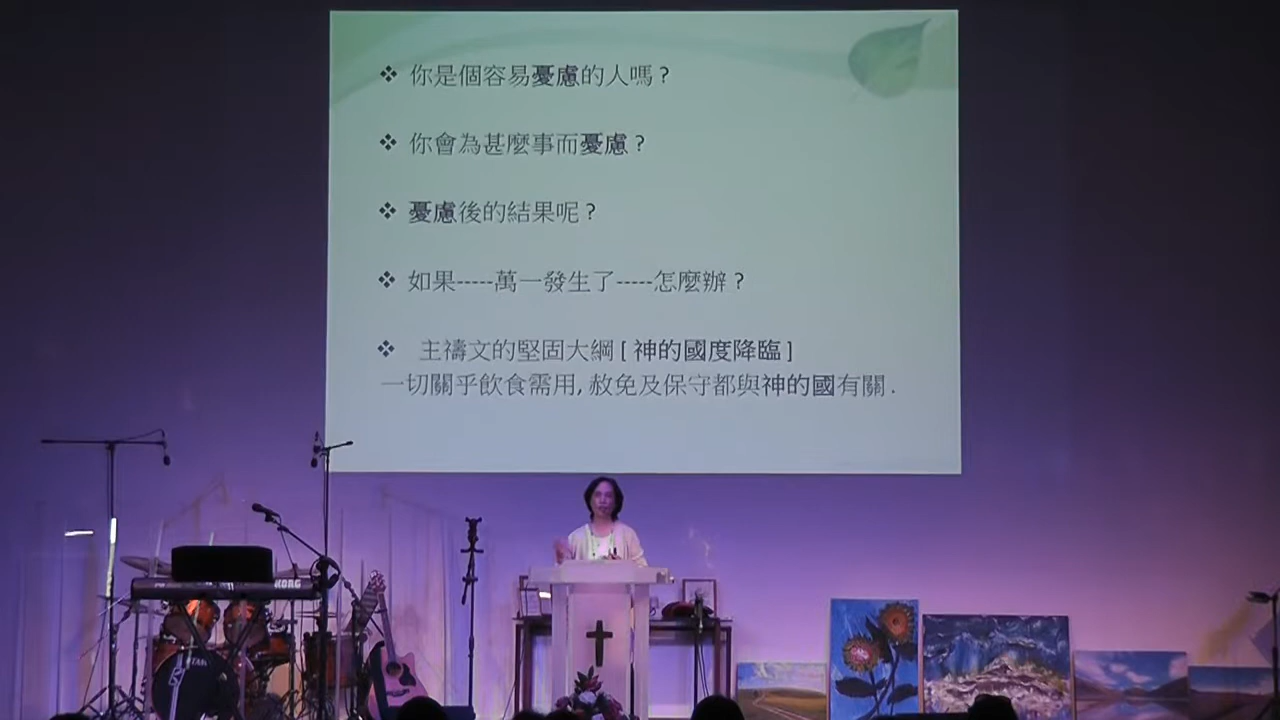 ❖ 你是個容易憂慮的人嗎?
❖ 你會為甚麼事而憂慮?
❖ 憂慮後的結果呢?
❖ 如果-----萬一發生了-----怎麼辦?
❖ 主禱文的堅固大綱 [ 神的國度降臨 ]
一切關乎飲食需用, 赦免及保守都與神的國有關.
KORG
TAMA